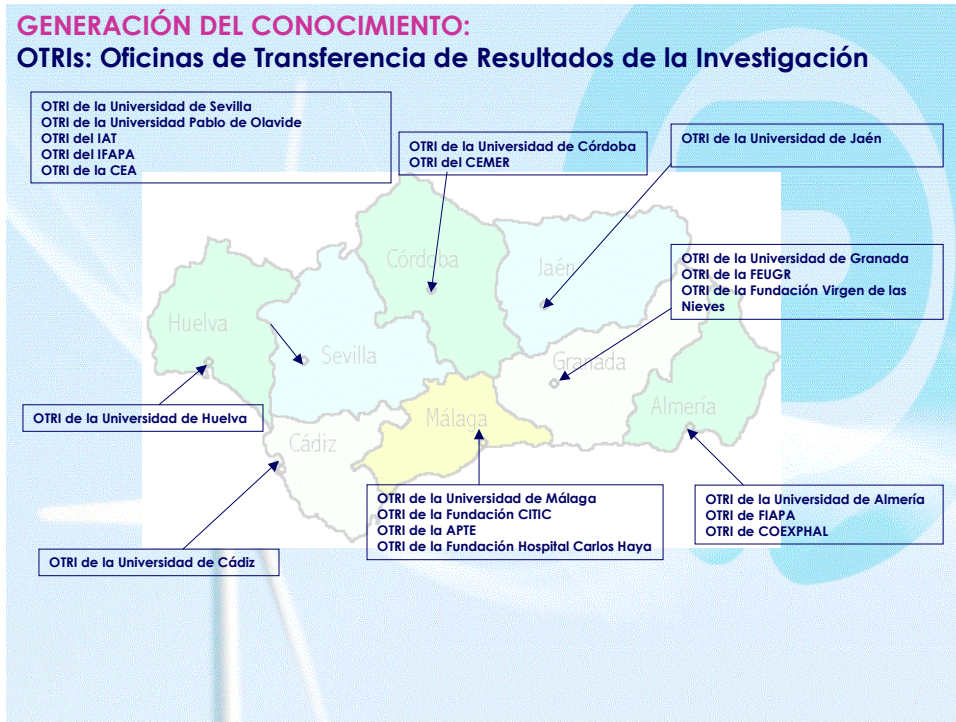 GENERACIÓN DEL CONOCIMIENTO:
OTRIs: Oficinas de Transferencia de Resultados de la Investigación
OTRI de la Universidad de Sevilla
OTRI de la Universidad Pablo de Olavide
OTRI del IAT
OTRI del IFAPA
OTRI de la CEA
OTRI de la Universidad de Córdoba
OTRI del CEMER
OTRI de la Universidad de Jaén
OTRI de la Universidad de Granada
OTRI de la FEUGR
OTRI de la Fundación Virgen de las
Nieves
Córdoba
Jaén
Huelva
Sevilla
Granada
Almería
Málaga
Cádiz
OTRI de la Universidad de Huelva
OTRI de la Universidad de Málaga
OTRI de la Fundación CITIC
OTRI de la APTE
OTRI de la Fundación Hospital Carlos Haya
OTRI de la Universidad de Almería
OTRI de FIAPA
OTRI de COEXPHAL
OTRI de la Universidad de Cádiz